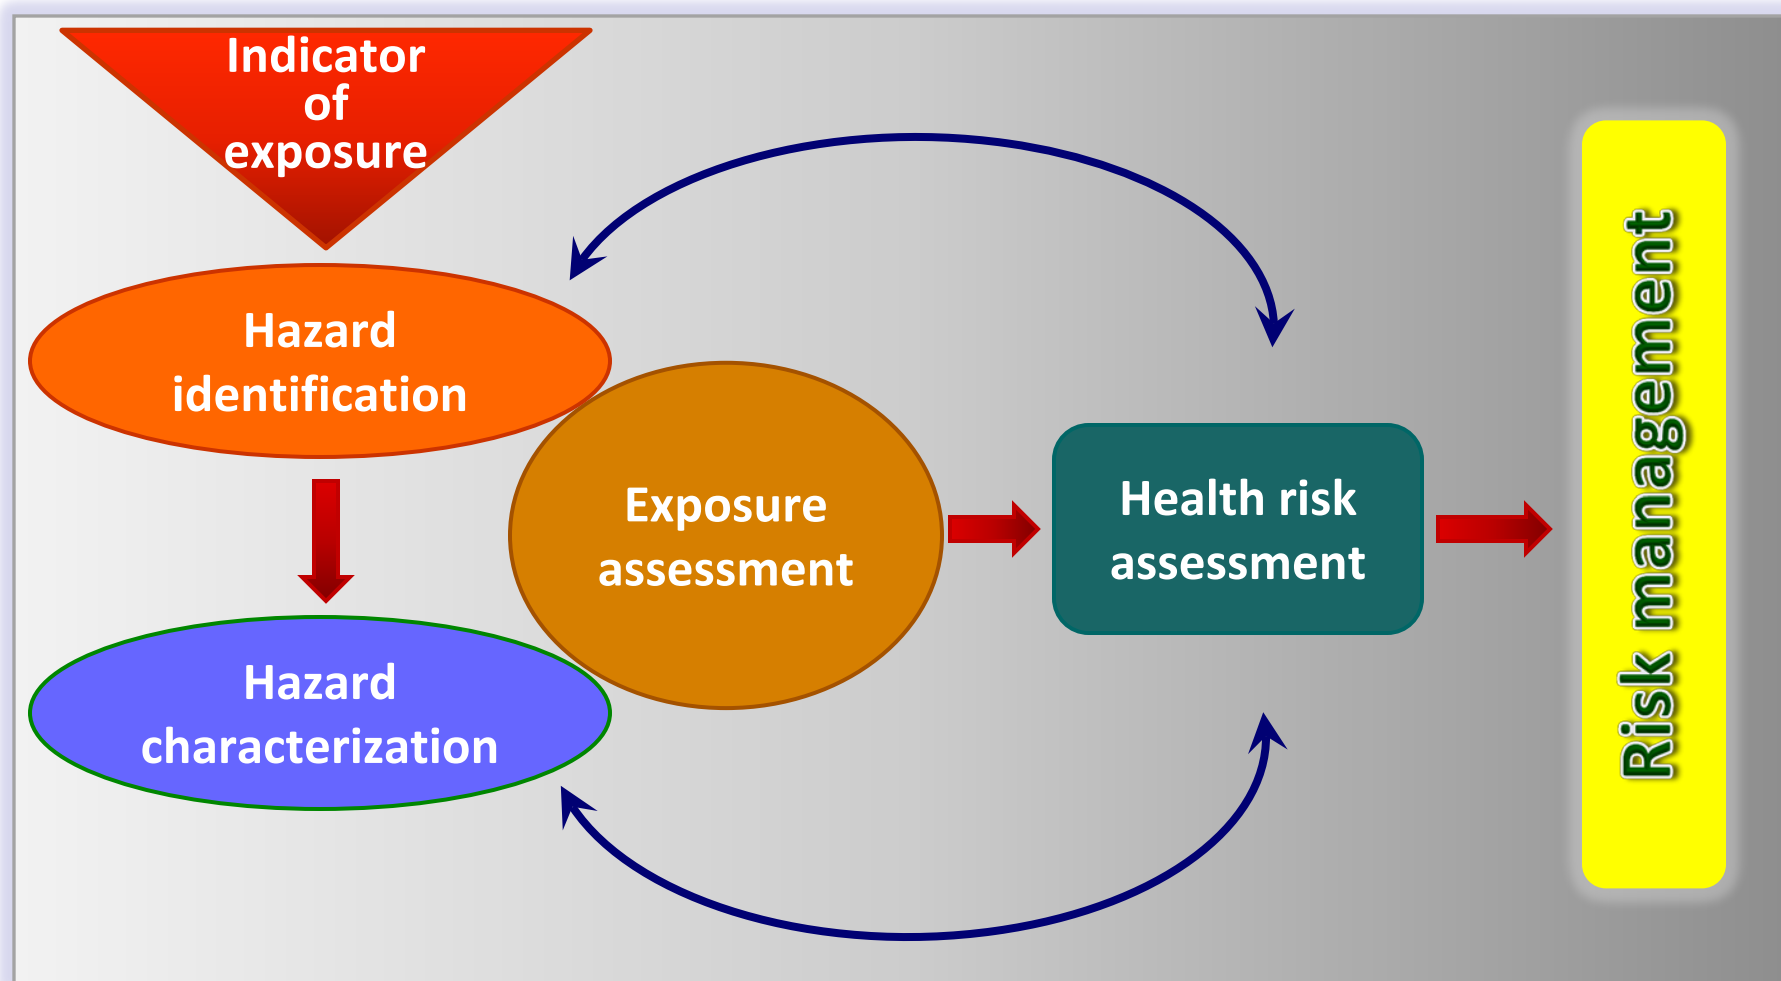 Indicator
of
exposure
Hazard
identification
Exposure
assessment
Health risk
assessment
Hazard
characterization
Risk management